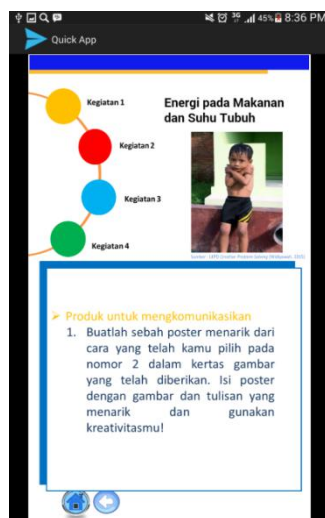 3G 45% 8:36 PM
Quick App
Kegiatan 1
Energi pada Makanan
dan Suhu Tubuh
Kegiatan 2
Kegiatan 3
Kegiatan 4
➢ Produk untuk mengkomunikasikan
1. Buatlah sebah poster menarik dari
cara yang telah kamu pilih pada
nomor 2 dalam kertas gambar
yang telah diberikan. Isi poster
dengan gambar dan tulisan yang
menarik dan gunakan
kreativitasmu!